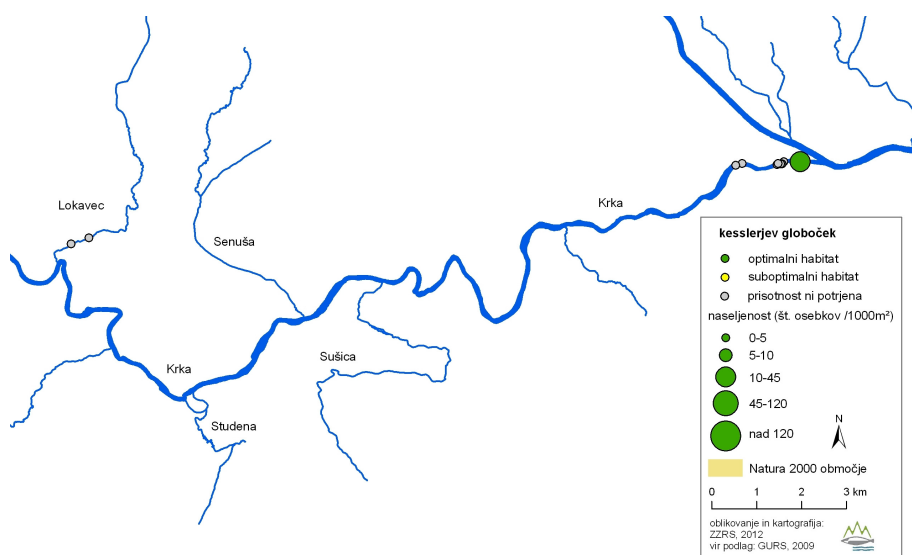 Lokavec
Senuša
Krka
Krka
Sušica
Studena
kesslerjev globoček
optimalni habitat
suboptimalni habitat
prisotnost ni potrjena
naseljenost (št. osebkov /1000m²)
0-5
5-10
10-45
45-120
nad 120
N
Natura 2000 območje
0 1 2 3 km
oblikovanje in kartografija:
ZZRS, 2012
vir podlag: GURS, 2009